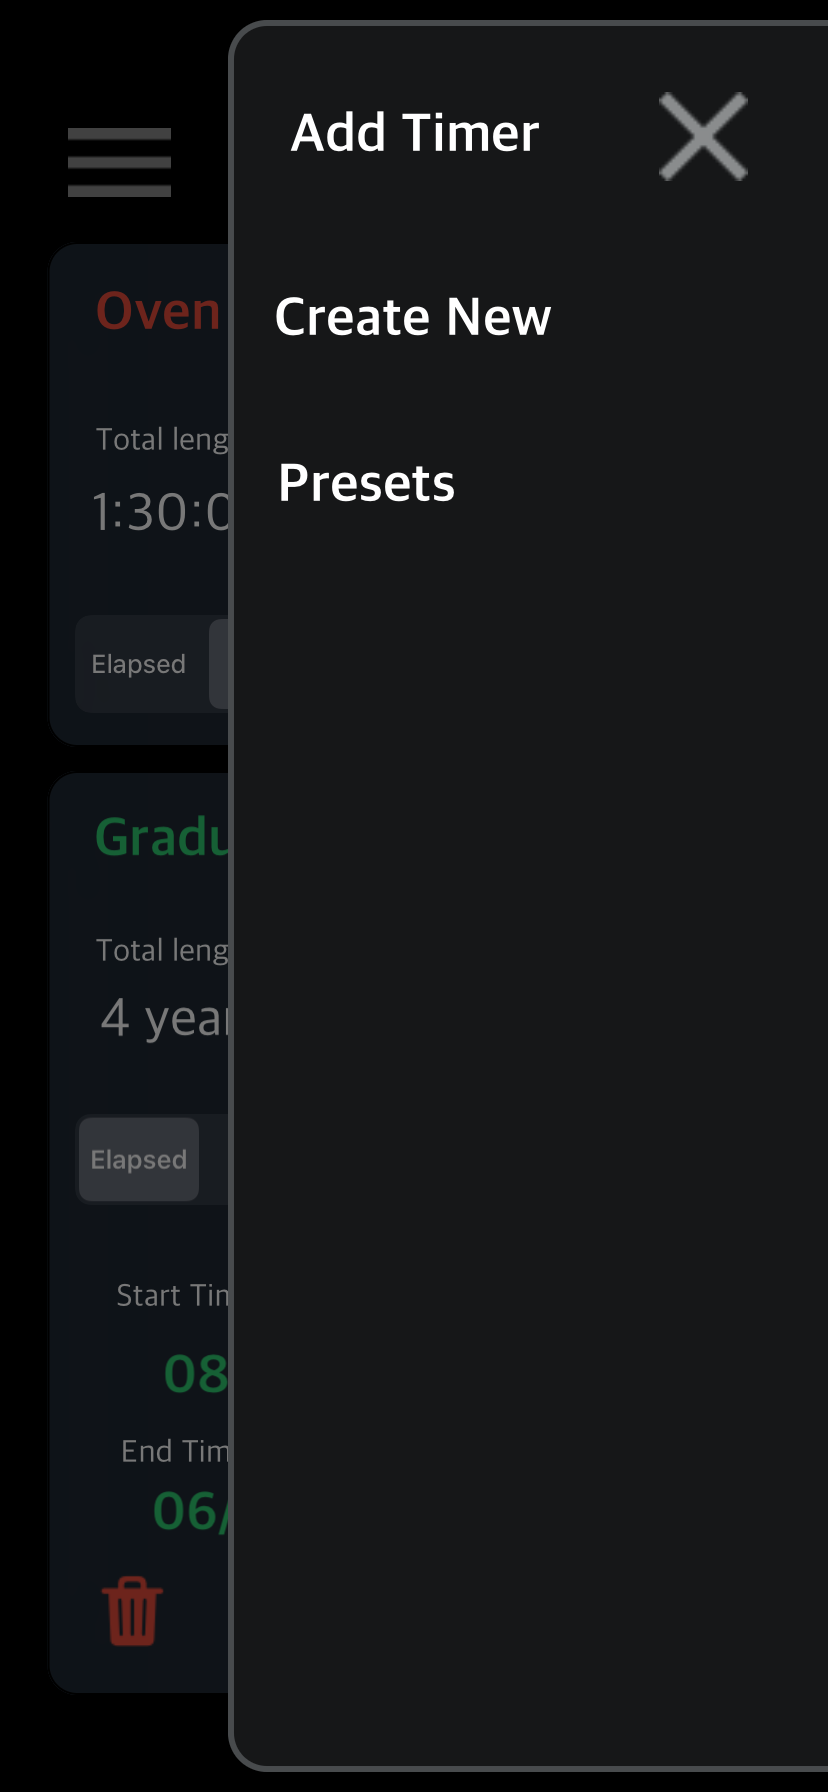 Add Timer
Create New
Presets
Oven
Total leng
1:30:0
Elapsed
Gradu
Total leng
4 year
Elapsed
Start Tim
08
End Tim
06/